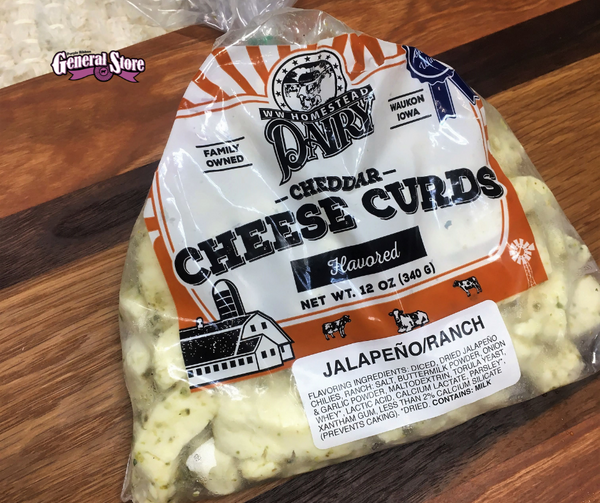 General Store
WW HOMESTEAD
DAIRY
FAMILY
OWNED
WAUKON
IOWA
CHEDDAR
CHEESE CURDS
Flavored
NET WT. 12 OZ (340 G)
JALAPEÑO/RANCH
FLAVORING INGREDIENTS: DICED, DRIED JALAPEÑO
CHILIES, RANCH: SALT, BUTTERMILK POWDER, ONION
& GARLIC POWDER, MALTODEXTRIN, TORULA YEAST,
WHEY*, LACTIC ACID, CALCIUM LACTATE, PARSLEY*,
XANTHAM GUM, LESS THAN 2% CALCIUM SILICATE
(PREVENTS CAKING). *DRIED. CONTAINS: MILK